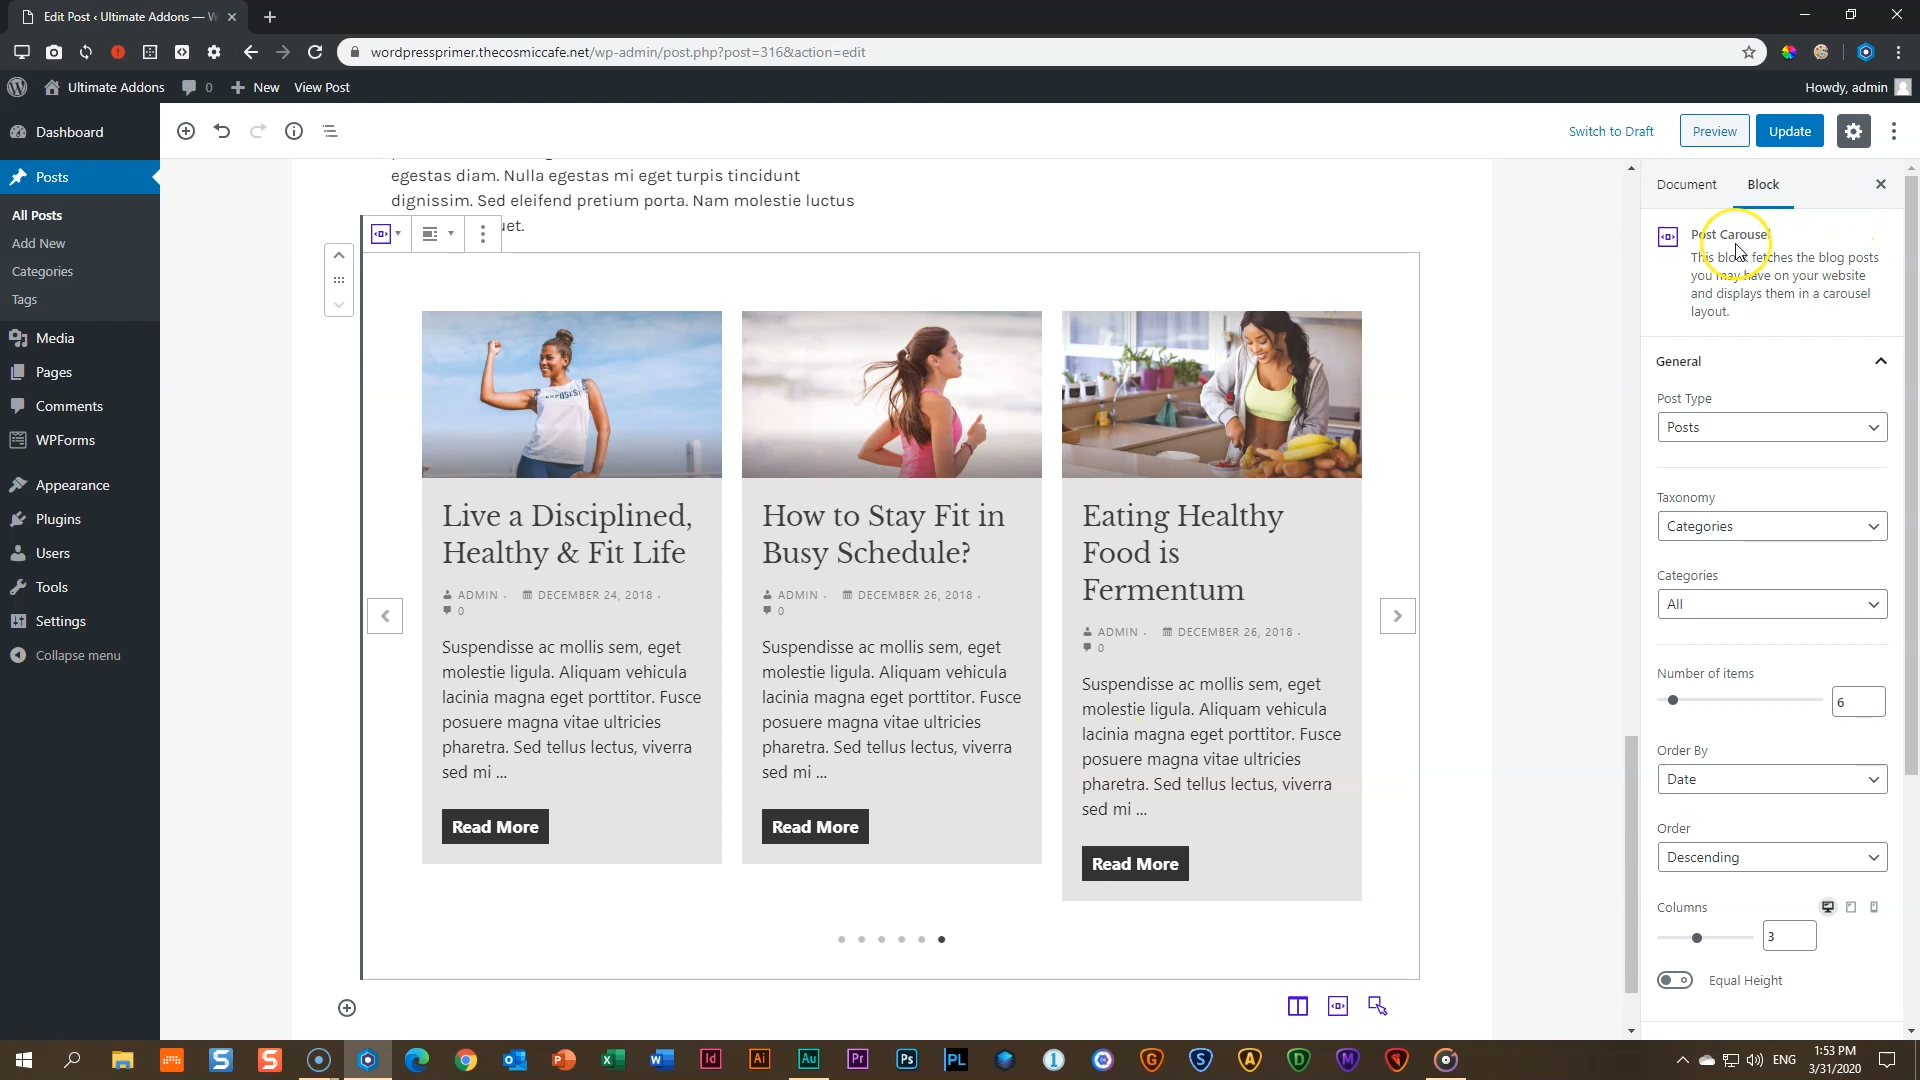 Edit Post ‹ Ultimate Addons — W
wordpressprimer.thecosmiccafe.net/wp-admin/post.php?post=316&action=edit
Ultimate Addons
0
New
View Post
Howdy, admin
Dashboard
Posts
All Posts
Add New
Categories
Tags
Media
Pages
Comments
WPForms
Appearance
Plugins
Users
Tools
Settings
Collapse menu
Switch to Draft
Preview
Update
egestas diam. Nulla egestas mi eget turpis tincidunt
dignissim. Sed eleifend pretium porta. Nam molestie luctus
uet.
Live a Disciplined,
Healthy & Fit Life
ADMIN · DECEMBER 24, 2018 ·
0
Suspendisse ac mollis sem, eget
molestie ligula. Aliquam vehicula
lacinia magna eget porttitor. Fusce
posuere magna vitae ultricies
pharetra. Sed tellus lectus, viverra
sed mi ...
Read More
How to Stay Fit in
Busy Schedule?
ADMIN · DECEMBER 26, 2018 ·
0
Suspendisse ac mollis sem, eget
molestie ligula. Aliquam vehicula
lacinia magna eget porttitor. Fusce
posuere magna vitae ultricies
pharetra. Sed tellus lectus, viverra
sed mi ...
Read More
Eating Healthy
Food is
Fermentum
ADMIN · DECEMBER 26, 2018 ·
0
Suspendisse ac mollis sem, eget
molestie ligula. Aliquam vehicula
lacinia magna eget porttitor. Fusce
posuere magna vitae ultricies
pharetra. Sed tellus lectus, viverra
sed mi ...
Read More
Document
Block
Post Carousel
This block fetches the blog posts
you may have on your website
and displays them in a carousel
layout.
General
Post Type
Posts
Taxonomy
Categories
Categories
All
Number of items
6
Order By
Date
Order
Descending
Columns
3
Equal Height
ENG
1:53 PM
3/31/2020